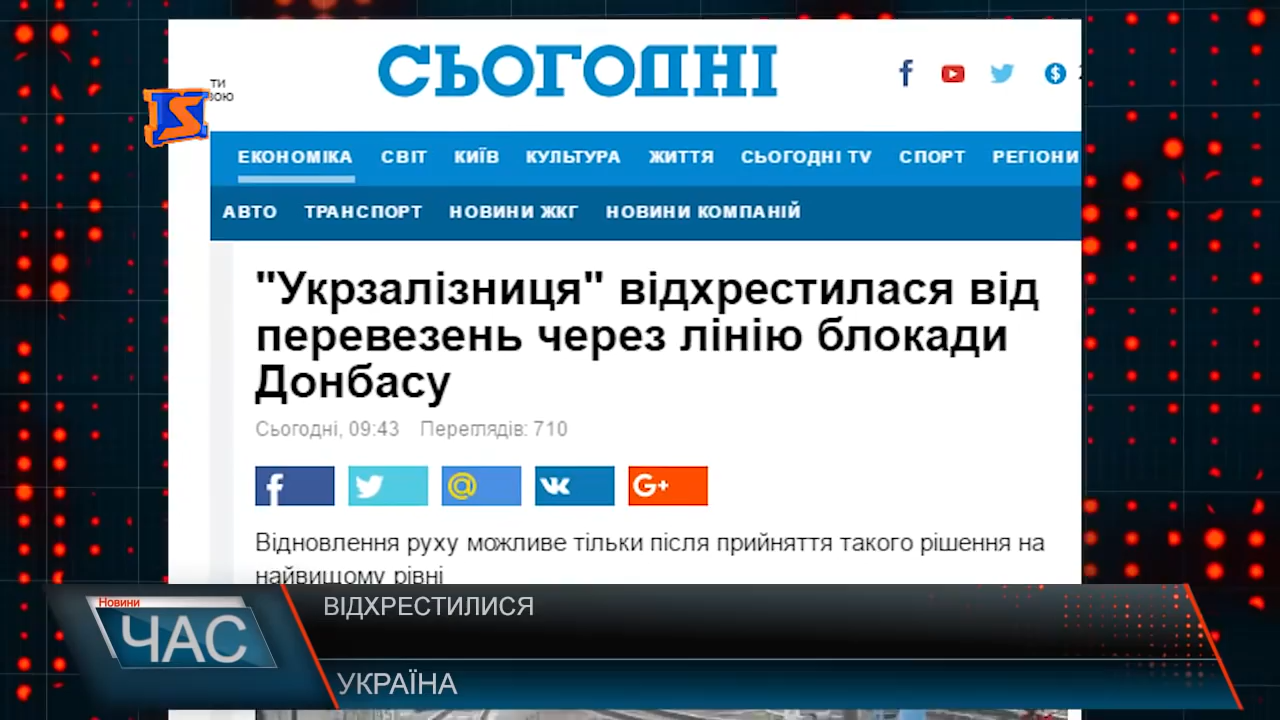 СЬОГОДНІ
ти
вою
ЕКОНОМІКА СВІТ КИЇВ КУЛЬТУРА ЖИТТЯ СЬОГОДНІ TV СПОРТ РЕГІОНИ
АВТО ТРАНСПОРТ НОВИНИ ЖКГ НОВИНИ КОМПАНІЙ
"Укрзалізниця" відхрестилася від
перевезень через лінію блокади
Донбасу
Сьогодні, 09:43 Переглядів: 710
Відновлення руху можливе тільки після прийняття такого рішення на
найвищому рівні
Новини
ЧАС
ВІДХРЕСТИЛИСЯ
УКРАЇНА